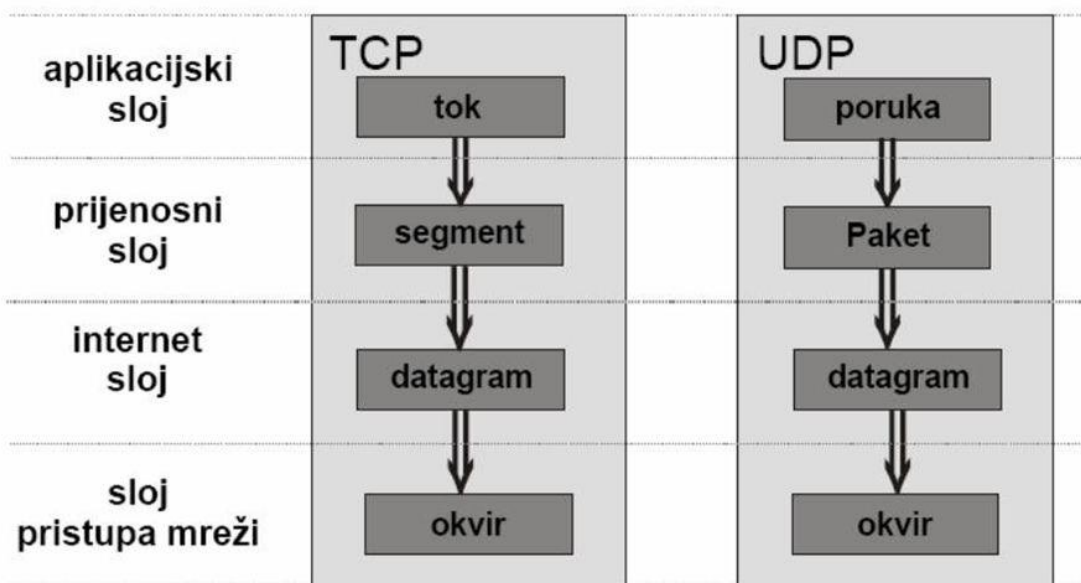 TCP
UDP
aplikacijski
sloj
tok
poruka
prijenosni
sloj
segment
Paket
internet
sloj
datagram
datagram
sloj
pristupa mreži
okvir
okvir